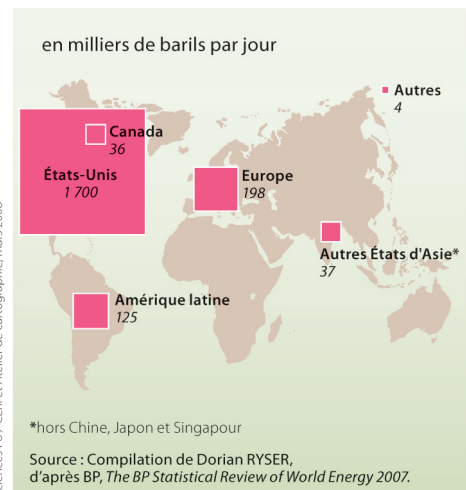 en milliers de barils par jour
Autres
4
Canada
36
États-Unis
1 700
Europe
198
Autres États d'Asie*
37
Amérique latine
125
*hors Chine, Japon et Singapour
Source : Compilation de Dorian RYSER,
d'après BP, The BP Statistical Review of World Energy 2007.